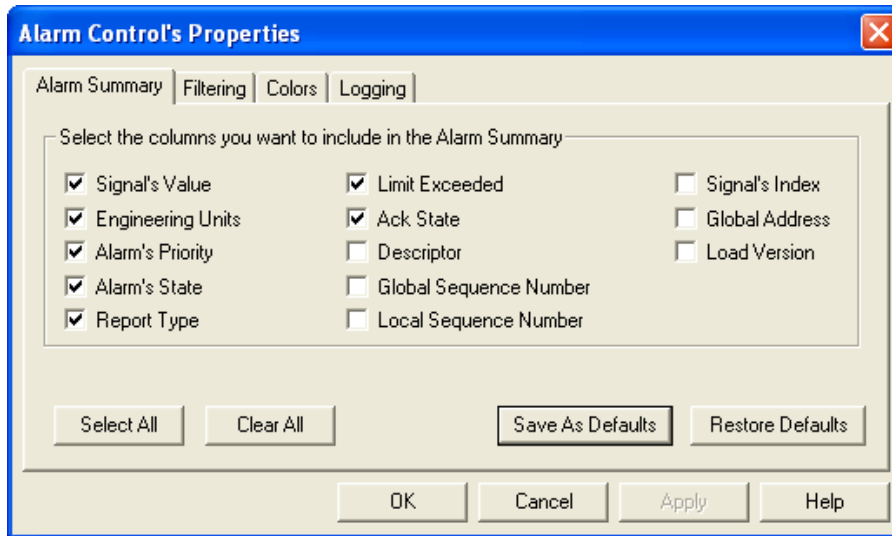 Alarm Control's Properties
Alarm Summary Filtering Colors Logging
Select the columns you want to include in the Alarm Summary
Signal's Value Limit Exceeded Signal's Index
Engineering Units Ack State Global Address
Alarm's Priority Descriptor Load Version
Alarm's State Global Sequence Number
Report Type Local Sequence Number
Select All Clear All Save As Defaults Restore Defaults
OK Cancel Apply Help